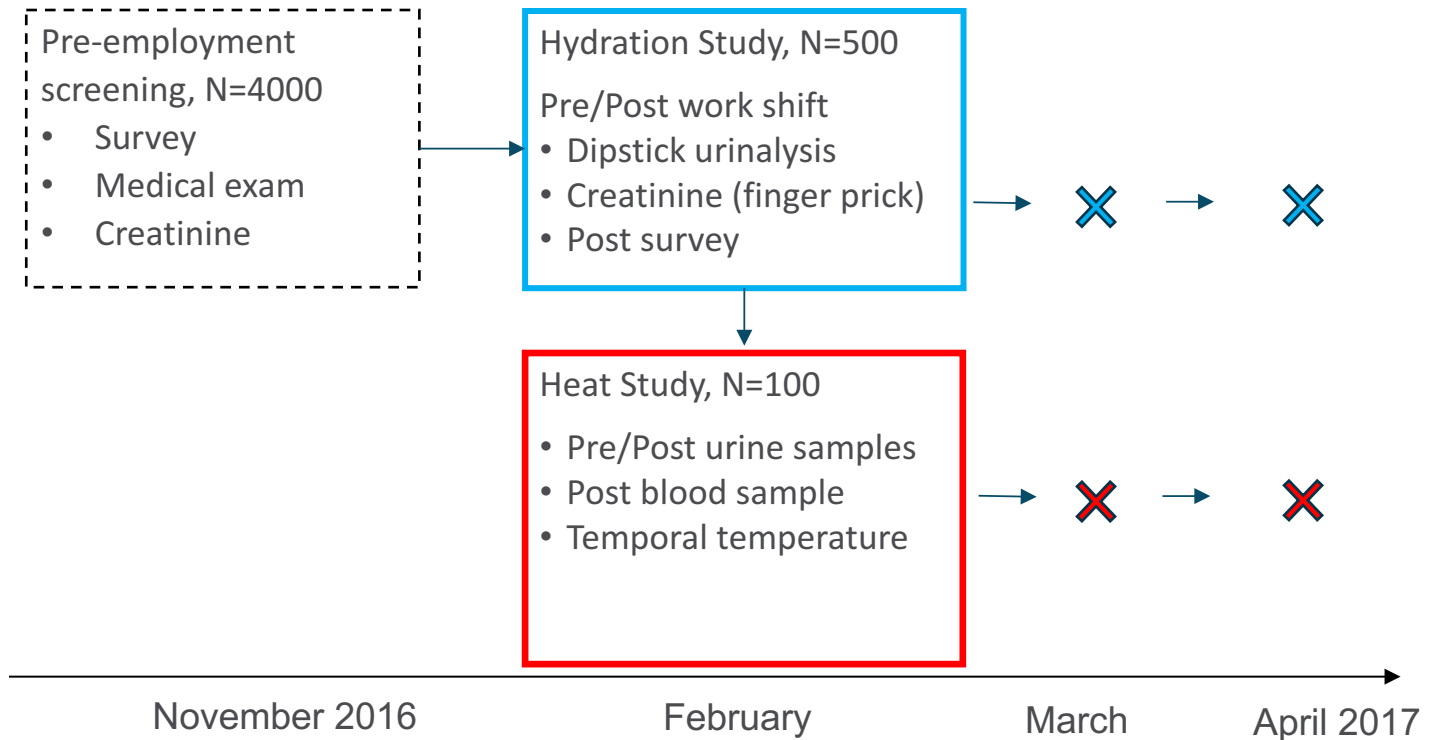 Pre-employment
screening, N=4000
• Survey
• Medical exam
• Creatinine
Hydration Study, N=500
Pre/Post work shift
• Dipstick urinalysis
• Creatinine (finger prick)
• Post survey
Heat Study, N=100
• Pre/Post urine samples
• Post blood sample
• Temporal temperature
November 2016
February
March
April 2017